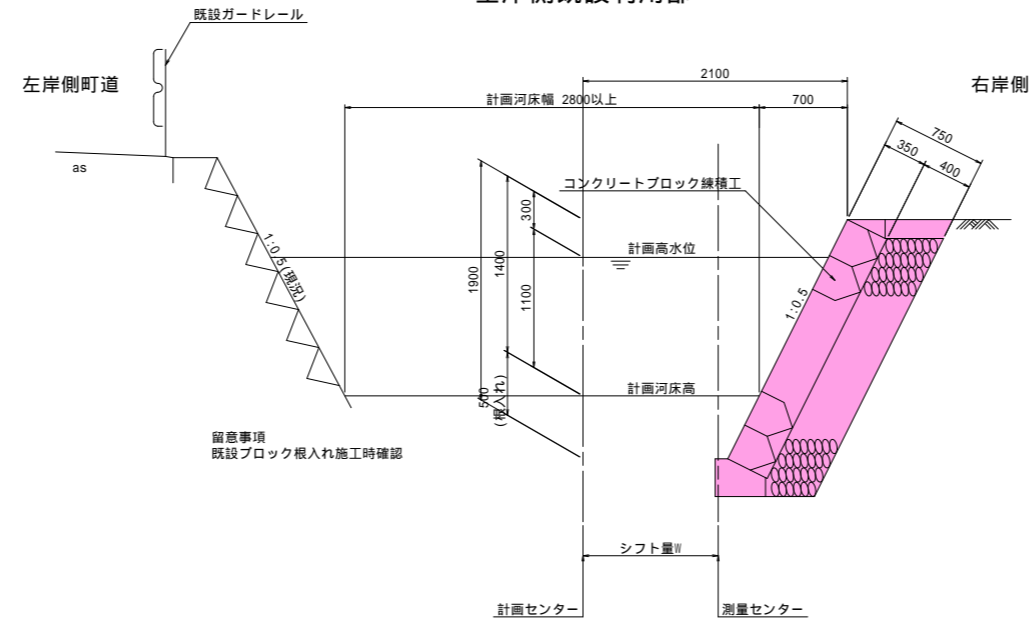 既設ガードレール
左岸側町道
右岸側
as
2100
計画河床幅 2800以上
700
750
350
400
コンクリートブロック練積工
300
計画高水位
1:0.5(現況)
1900
1400
1100
1:0.5
計画河床高
500
(根入れ)
留意事項
既設ブロック根入れ施工時確認
シフト量W
計画センター
測量センター